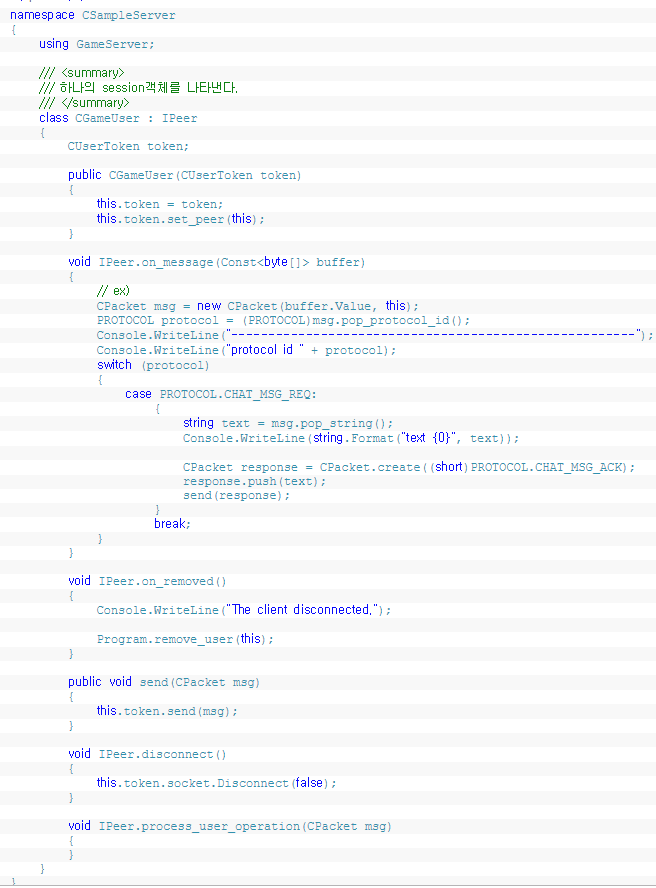 namespace CSampleServer
{
    using GameServer;

    /// <summary>
    /// 하나의 session객체를 나타낸다.
    /// </summary>
    class CGameUser : IPeer
    {
        CUserToken token;

        public CGameUser(CUserToken token)
        {
            this.token = token;
            this.token.set_peer(this);
        }

        void IPeer.on_message(Const<byte[]> buffer)
        {
            // ex)
            CPacket msg = new CPacket(buffer.Value, this);
            PROTOCOL protocol = (PROTOCOL)msg.pop_protocol_id();
            Console.WriteLine("------------------------------------------------------");
            Console.WriteLine("protocol id " + protocol);
            switch (protocol)
            {
                case PROTOCOL.CHAT_MSG_REQ:
                    {
                        string text = msg.pop_string();
                        Console.WriteLine(string.Format("text {0}", text));

                        CPacket response = CPacket.create((short)PROTOCOL.CHAT_MSG_ACK);
                        response.push(text);
                        send(response);
                    }
                    break;
            }
        }

        void IPeer.on_removed()
        {
            Console.WriteLine("The client disconnected.");

            Program.remove_user(this);
        }

        public void send(CPacket msg)
        {
            this.token.send(msg);
        }

        void IPeer.disconnect()
        {
            this.token.socket.Disconnect(false);
        }

        void IPeer.process_user_operation(CPacket msg)
        {
        }
    }
}